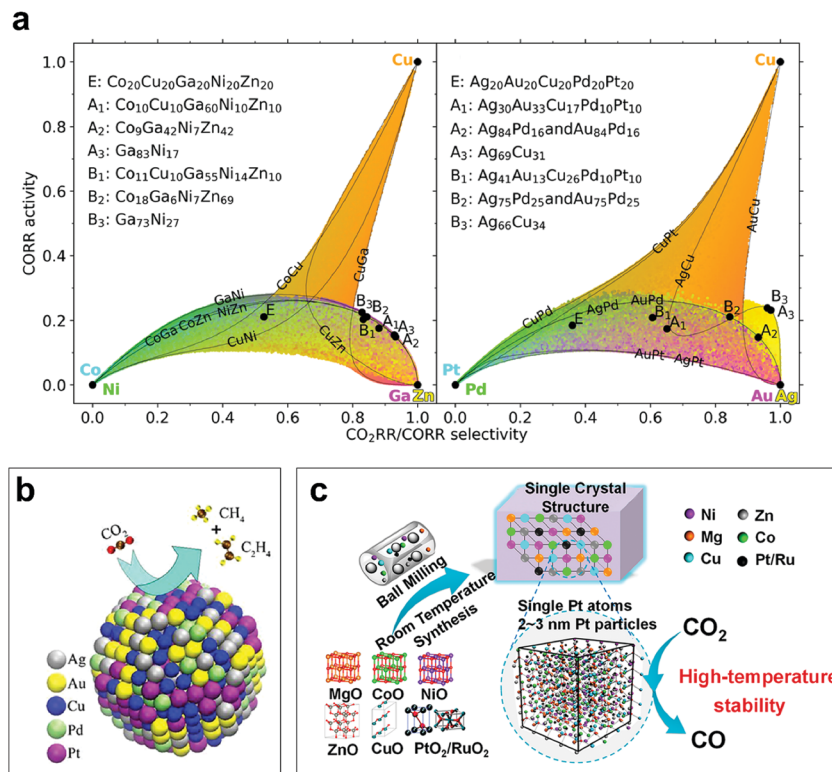 a
CORR activity
1.0
0.8
0.6
0.4
0.2
0.0
E: Co20Cu20Ga20Ni20Zn20
A1: Co10Cu10Ga60Ni10Zn10
A2: Co9Ga42Ni7Zn42
A3: Ga83Ni17
B1: Co11Cu10Ga55Ni14Zn10
B2: Co18Ga6Ni7Zn69
B3: Ga73Ni27
Cu
CoCu
CuGa
GaNi
NiZn
CoGa
CoZn
CuNi
CuZn
E
B3
B2
B1
A1
A3
A2
Co
Ni
Ga
Zn
0.0
0.2
0.4
0.6
0.8
1.0
E: Ag20Au20Cu20Pd20Pt20
A1: Ag30Au33Cu17Pd10Pt10
A2: Ag84Pd16andAu84Pd16
A3: Ag69Cu31
B1: Ag41Au13Cu26Pd10Pt10
B2: Ag75Pd25andAu75Pd25
B3: Ag66Cu34
Cu
CuPt
AgCu
AuCu
CuPd
AgPd
AuPd
AuPt
AgPt
E
B1
A1
B2
A2
B3
A3
Pt
Pd
Au
Ag
0.0
0.2
0.4
0.6
0.8
1.0
CO2RR/CORR selectivity
b
CO2
CH4
+
C2H4
Ag
Au
Cu
Pd
Pt
c
Ball Milling
Room Temperature
Synthesis
MgO
CoO
NiO
ZnO
CuO
PtO2/RuO2
Single Crystal
Structure
Ni
Zn
Mg
Co
Cu
Pt/Ru
Single Pt atoms
2~3 nm Pt particles
CO2
High-temperature
stability
CO